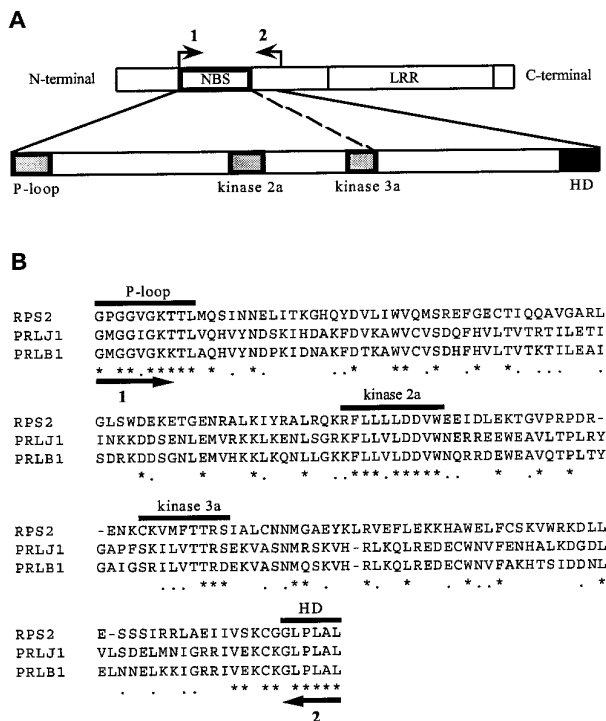 A
1 2
N-terminal NBS LRR C-terminal
P-loop kinase 2a kinase 3a HD
B
P-loop
RPS2 GPGGVGKTTLMQSINNELITKGHQYDVLIWVQMSREFGECTIQQAVGARL
PRLJ1 GMGGIGKTTLVQHVYNDSKIHDAKFDVKAWVCVSDQFHVLTVTRTILETI
PRLB1 GMGGVGKKTLAQHVYNDPKIDNAKFDTKAWVCVSDHFHVLTVTKTILEAI
1
kinase 2a
RPS2 GLSWDEKETGENRALKIYRALRQKRFLLLLDDVWEEIDLEKTGVPRPDR-
PRLJ1 INKKDDSENLEMVRKKLKENLSGRKFLLVLDDVWNERREEWEAVLTPLRY
PRLB1 SDRKDDSGNLEMVHKKLKQNLLGKKFLLVLDDVWNQRRDEWEAVQTPLRY
kinase 3a
RPS2 -ENKCKVMFTTRSIALCNNMGAEYKLRVEFLEKKHAWELFCSKVWRKDLL
PRLJ1 GAPFSKILVTTRSEKVASNMRSKVH-RLKQLREDECWNVFENHALKDGDL
PRLB1 GAIGSRILVTTRDEKVASNMQSKVH-RLKQLREDECWNVFAKHTSIDDNL
HD
RPS2 E-SSSIRRLAEIIVSKCGGLPLAL
PRLJ1 VLSDELMNIGRRIVEKCKGLPLAL
PRLB1 ELNNELKKIGRRIVEKCKGLPLAL
2